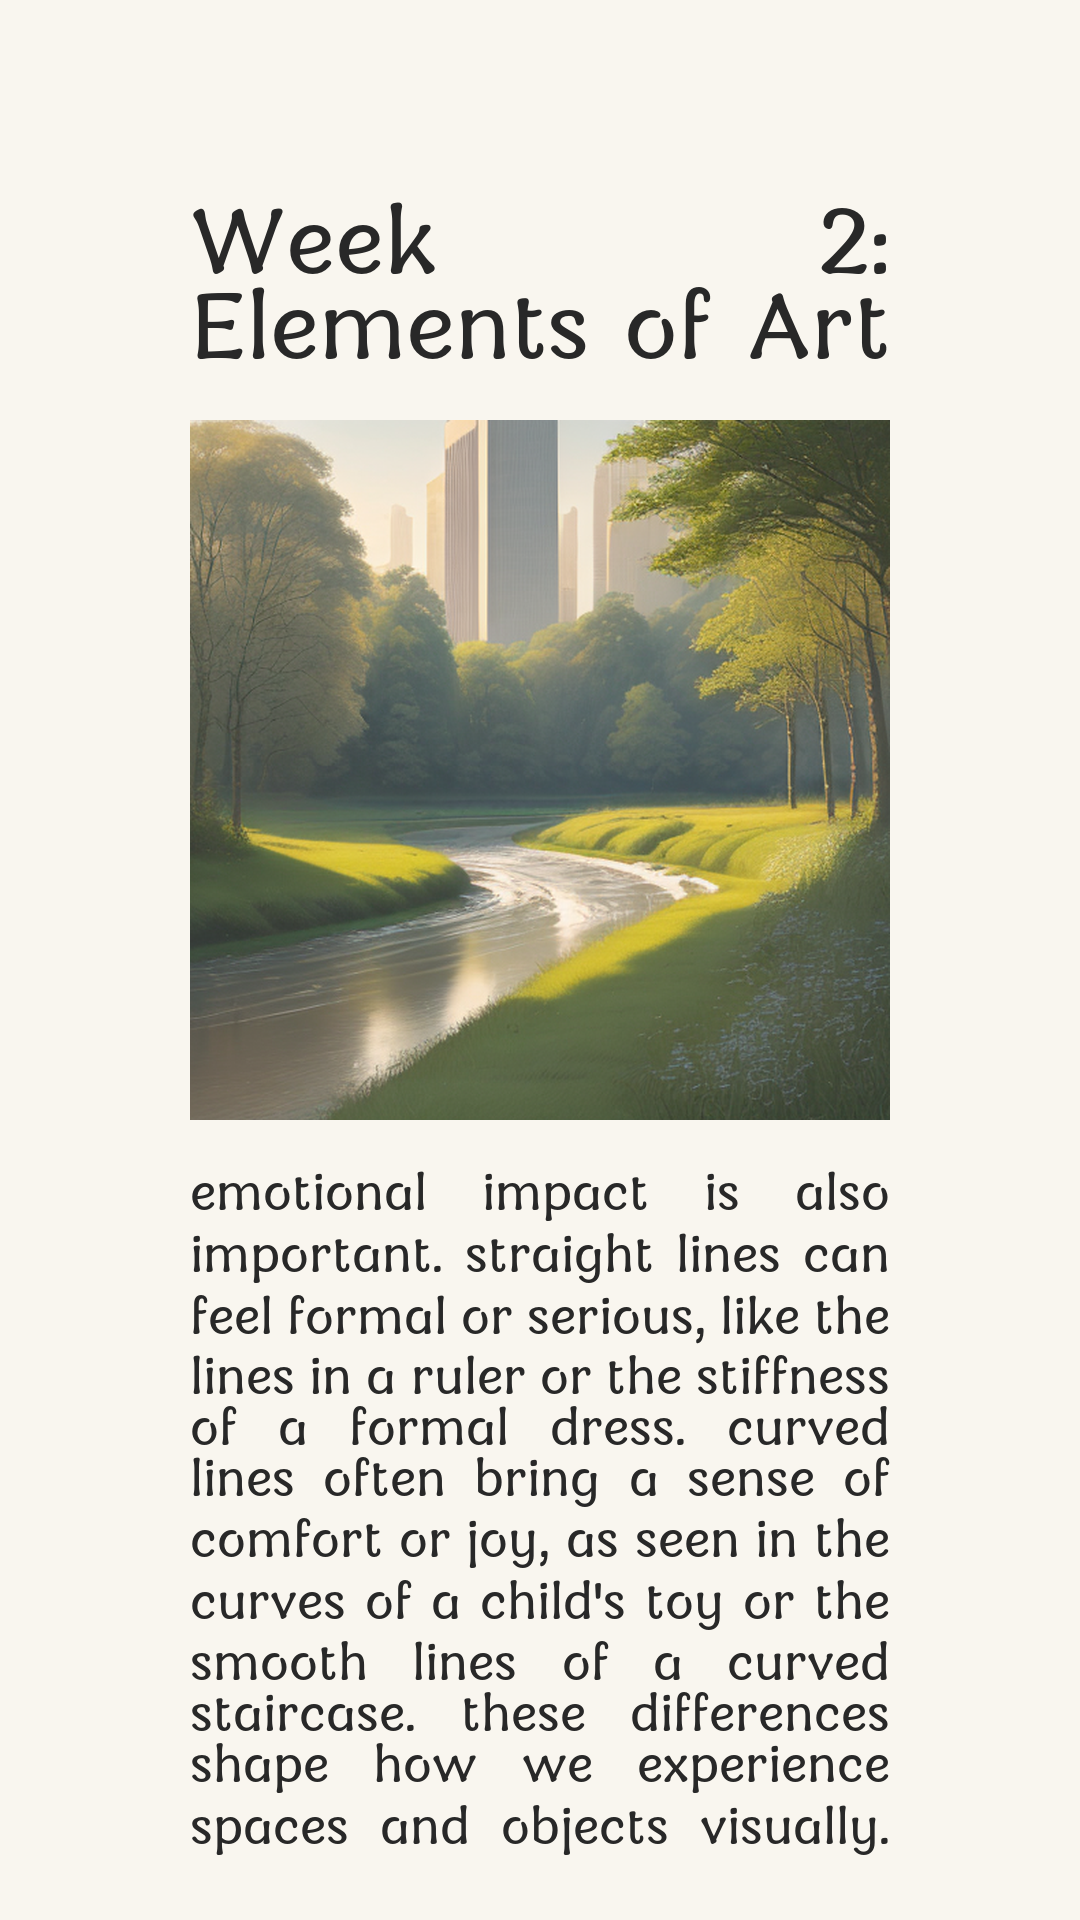 Week 2:
Elements of Art
emotional impact is also
important. straight lines can
feel formal or serious, like the
lines in a ruler or the stiffness
of a formal dress. curved
lines often bring a sense of
comfort or joy, as seen in the
curves of a child's toy or the
smooth lines of a curved
staircase. these differences
shape how we experience
spaces and objects visually.